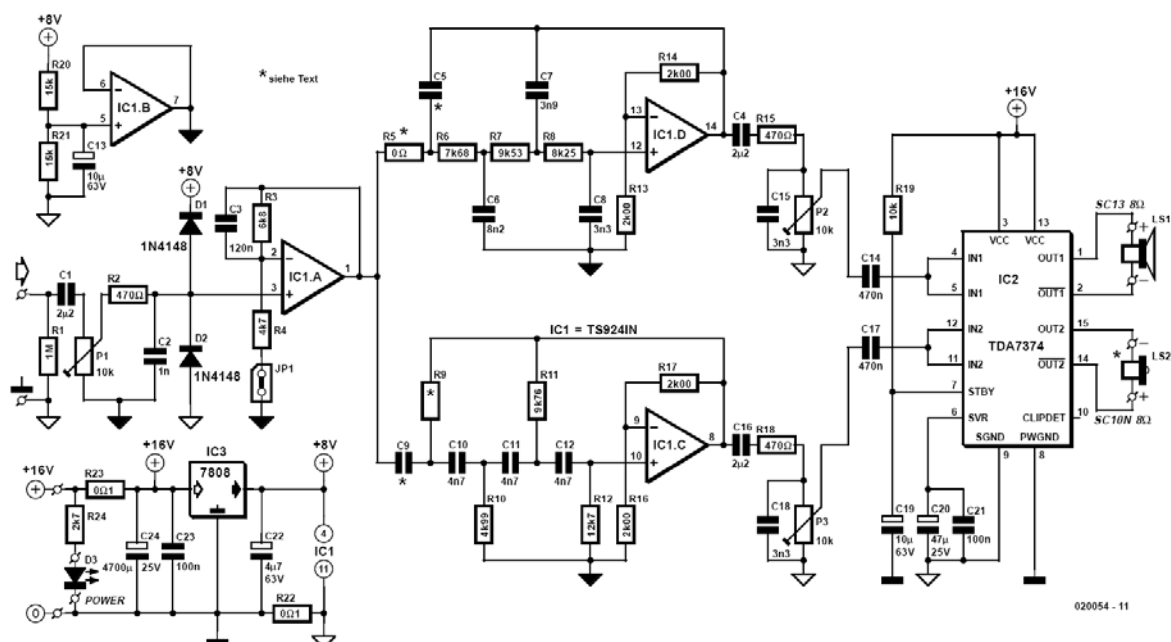 +8V
R20
15k
R21
15k
6
5
7
IC1.B
C13
10µ
63V
* siehe Text
+8V
D1
1N4148
D2
1N4148
C1
2µ2
R1
1M
P1
10k
R2
470Ω
C2
1n
C3
120n
R3
6k8
2
3
1
IC1.A
R4
4k7
JP1
C5
*
C7
3n9
R5 *
0Ω
R6
7k68
R7
9k53
R8
8k25
C6
8n2
C8
3n3
R14
2k00
13
12
14
IC1.D
R13
2k00
C4
2µ2
R15
470Ω
C15
3n3
P2
10k
C14
470n
IC1 = TS924IN
R9
*
R11
9k76
C9
*
C10
4n7
C11
4n7
C12
4n7
R10
4k99
R12
12k7
R16
2k00
R17
2k00
9
10
8
IC1.C
C16
2µ2
R18
470Ω
C18
3n3
P3
10k
C17
470n
+16V
R19
10k
3
13
VCC
VCC
IC2
TDA7374
4
IN1
5
IN1
12
IN2
11
IN2
7
STBY
6
SVR
OUT1
1
OUT1
2
OUT2
15
OUT2
14
CLIPDET
10
SGND
PWGND
9
8
SC13 8Ω
+
LS1
−
−
*
LS2
+
SC10N 8Ω
C19
10µ
63V
C20
47µ
25V
C21
100n
+16V
R23
0Ω1
R24
2k7
D3
POWER
0
+16V
IC3
7808
+8V
C24
4700µ
25V
C23
100n
C22
4µ7
63V
R22
0Ω1
4
IC1
11
020054 - 11